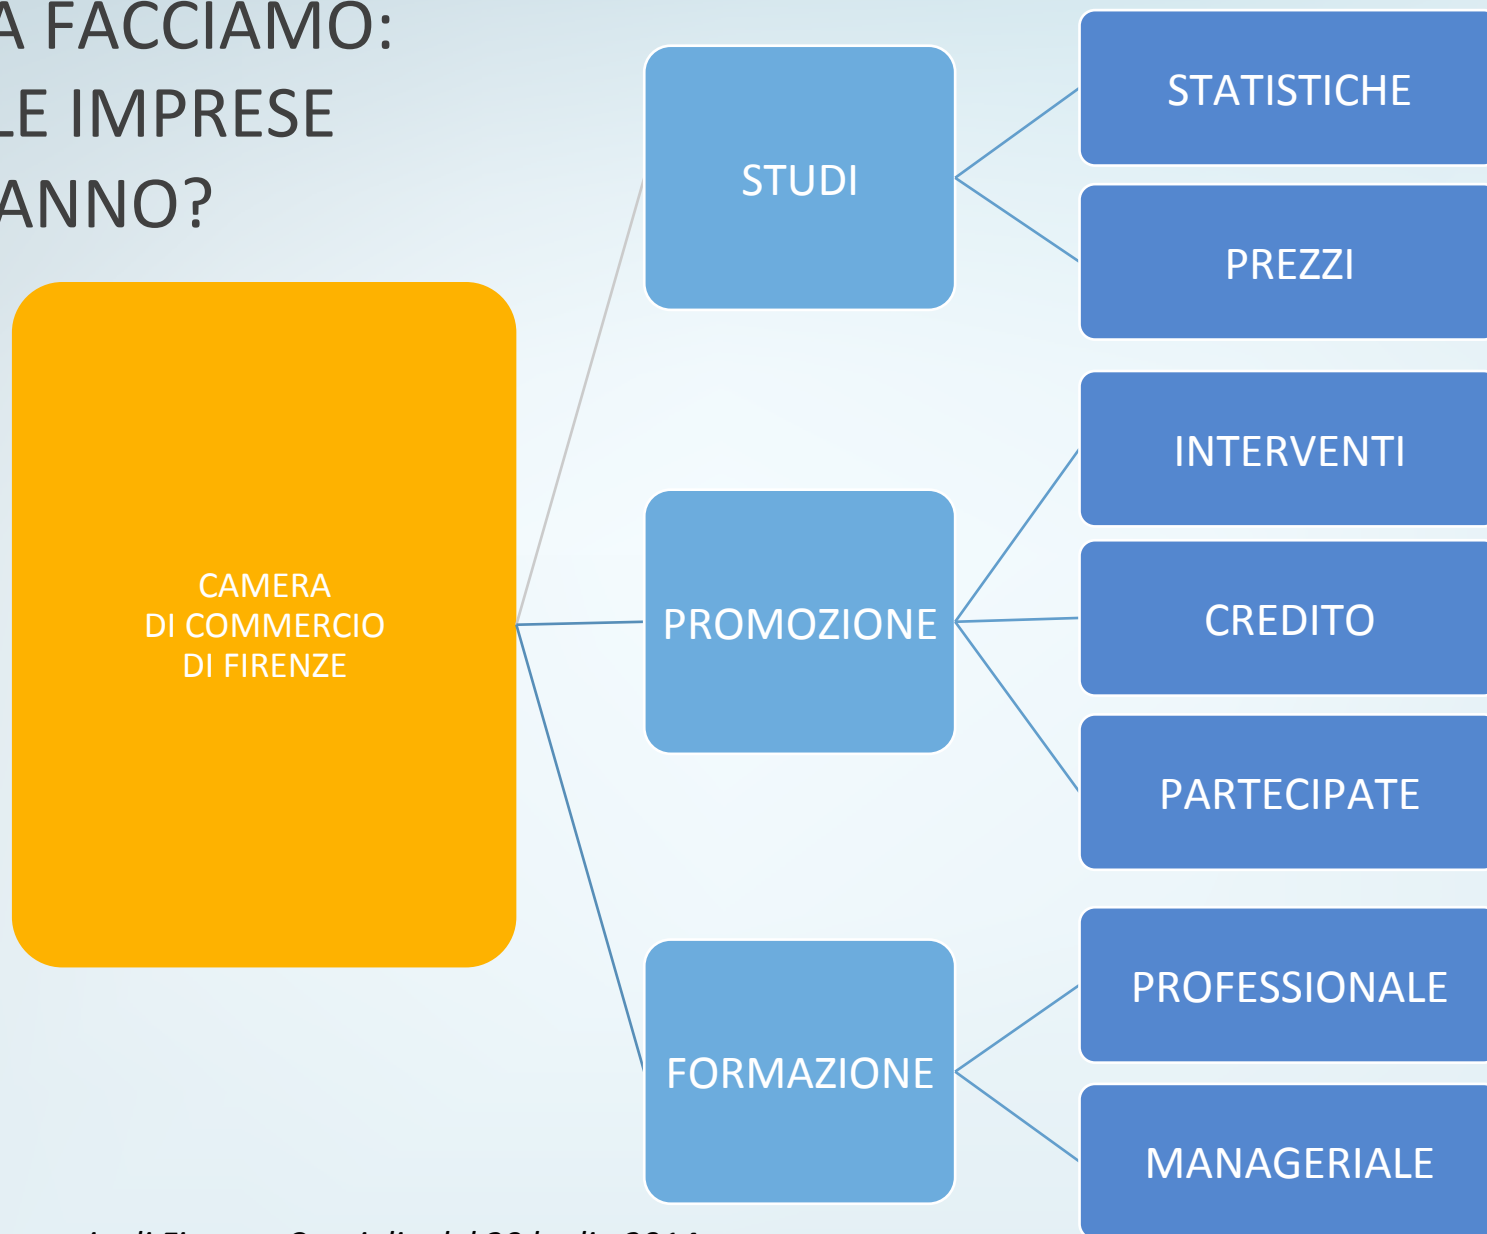 A FACCIAMO:
LE IMPRESE
ANNO?
CAMERA
DI COMMERCIO
DI FIRENZE
STUDI
STATISTICHE
PREZZI
PROMOZIONE
INTERVENTI
CREDITO
PARTECIPATE
FORMAZIONE
PROFESSIONALE
MANAGERIALE